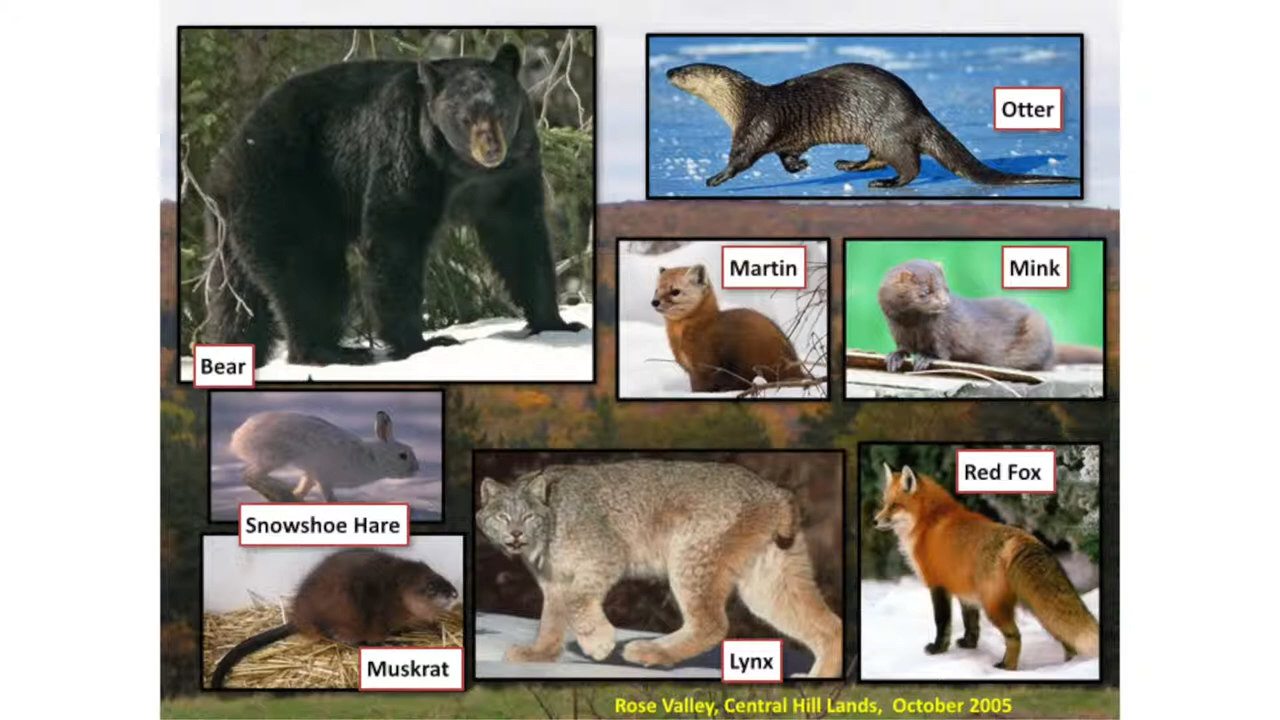 Otter
Martin
Mink
Bear
Red Fox
Snowshoe Hare
Lynx
Muskrat
Rose Valley, Central Hill Lands, October 2005